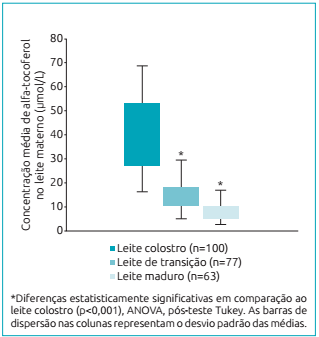 Concentração média de alfa-tocoferol
no leite materno (µmol/L)
80
70
60
50
40
30
20
10
0
*
*
Leite colostro (n=100)
Leite de transição (n=77)
Leite maduro (n=63)
*Diferenças estatisticamente significativas em comparação ao
leite colostro (p<0,001), ANOVA, pós-teste Tukey. As barras de
dispersão nas colunas representam o desvio padrão das médias.